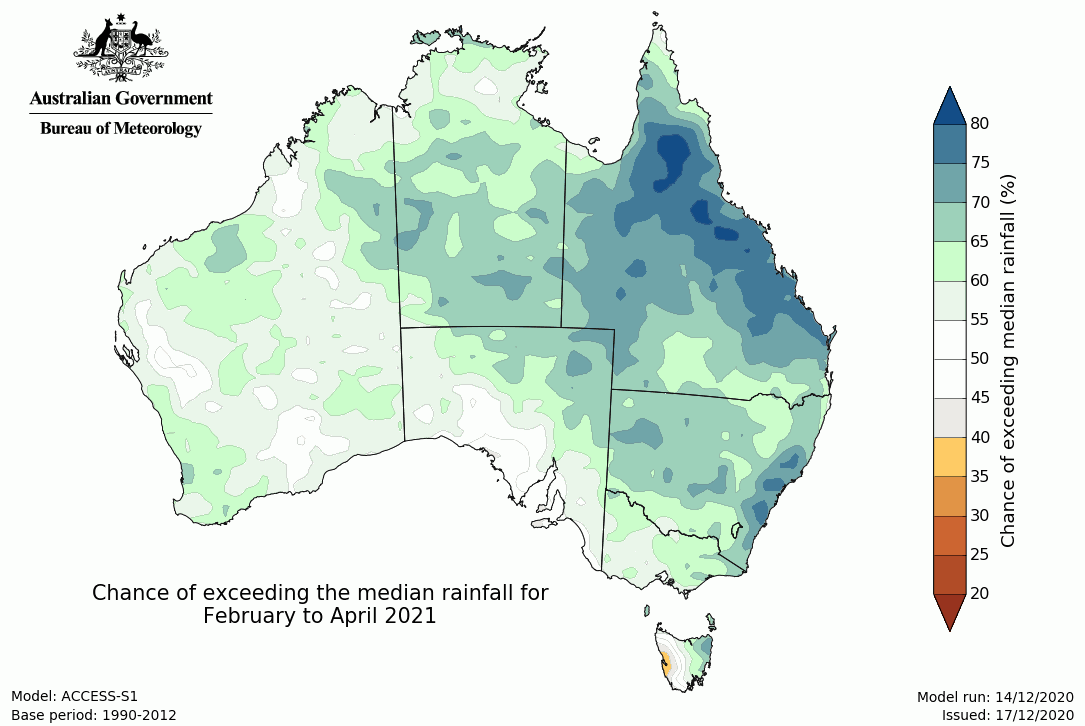 Australian Government
Bureau of Meteorology
80
75
70
65
60
55
50
45
40
35
30
25
20
Chance of exceeding median rainfall (%)
Chance of exceeding the median rainfall for
February to April 2021
Model: ACCESS-S1
Base period: 1990-2012
Model run: 14/12/2020
Issued: 17/12/2020